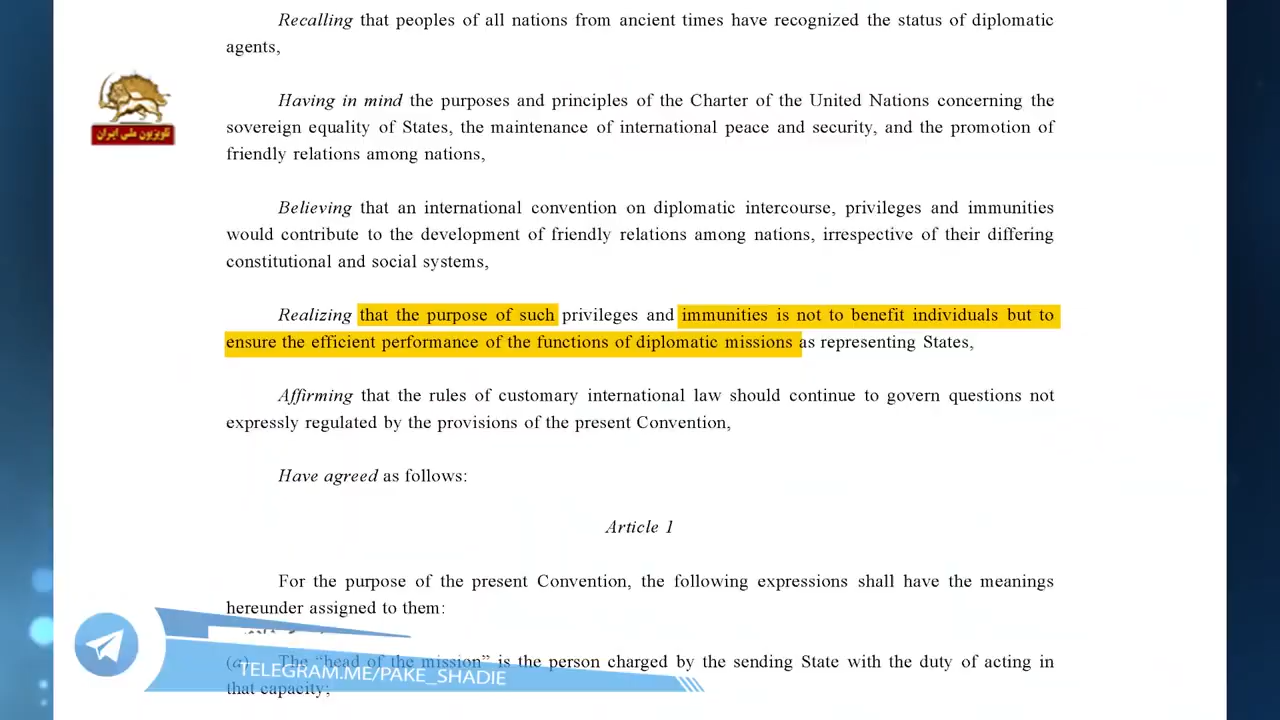 Recalling that peoples of all nations from ancient times have recognized the status of diplomatic
agents,
تلویزیون ملی ایران
Having in mind the purposes and principles of the Charter of the United Nations concerning the
sovereign equality of States, the maintenance of international peace and security, and the promotion of
friendly relations among nations,
Believing that an international convention on diplomatic intercourse, privileges and immunities
would contribute to the development of friendly relations among nations, irrespective of their differing
constitutional and social systems,
Realizing that the purpose of such privileges and immunities is not to benefit individuals but to
ensure the efficient performance of the functions of diplomatic missions as representing States,
Affirming that the rules of customary international law should continue to govern questions not
expressly regulated by the provisions of the present Convention,
Have agreed as follows:
Article 1
For the purpose of the present Convention, the following expressions shall have the meanings
hereunder assigned to them:
(a) The "head of the mission" is the person charged by the sending State with the duty of acting in
that capacity;
TELEGRAM.ME/PAKE_SHADIE